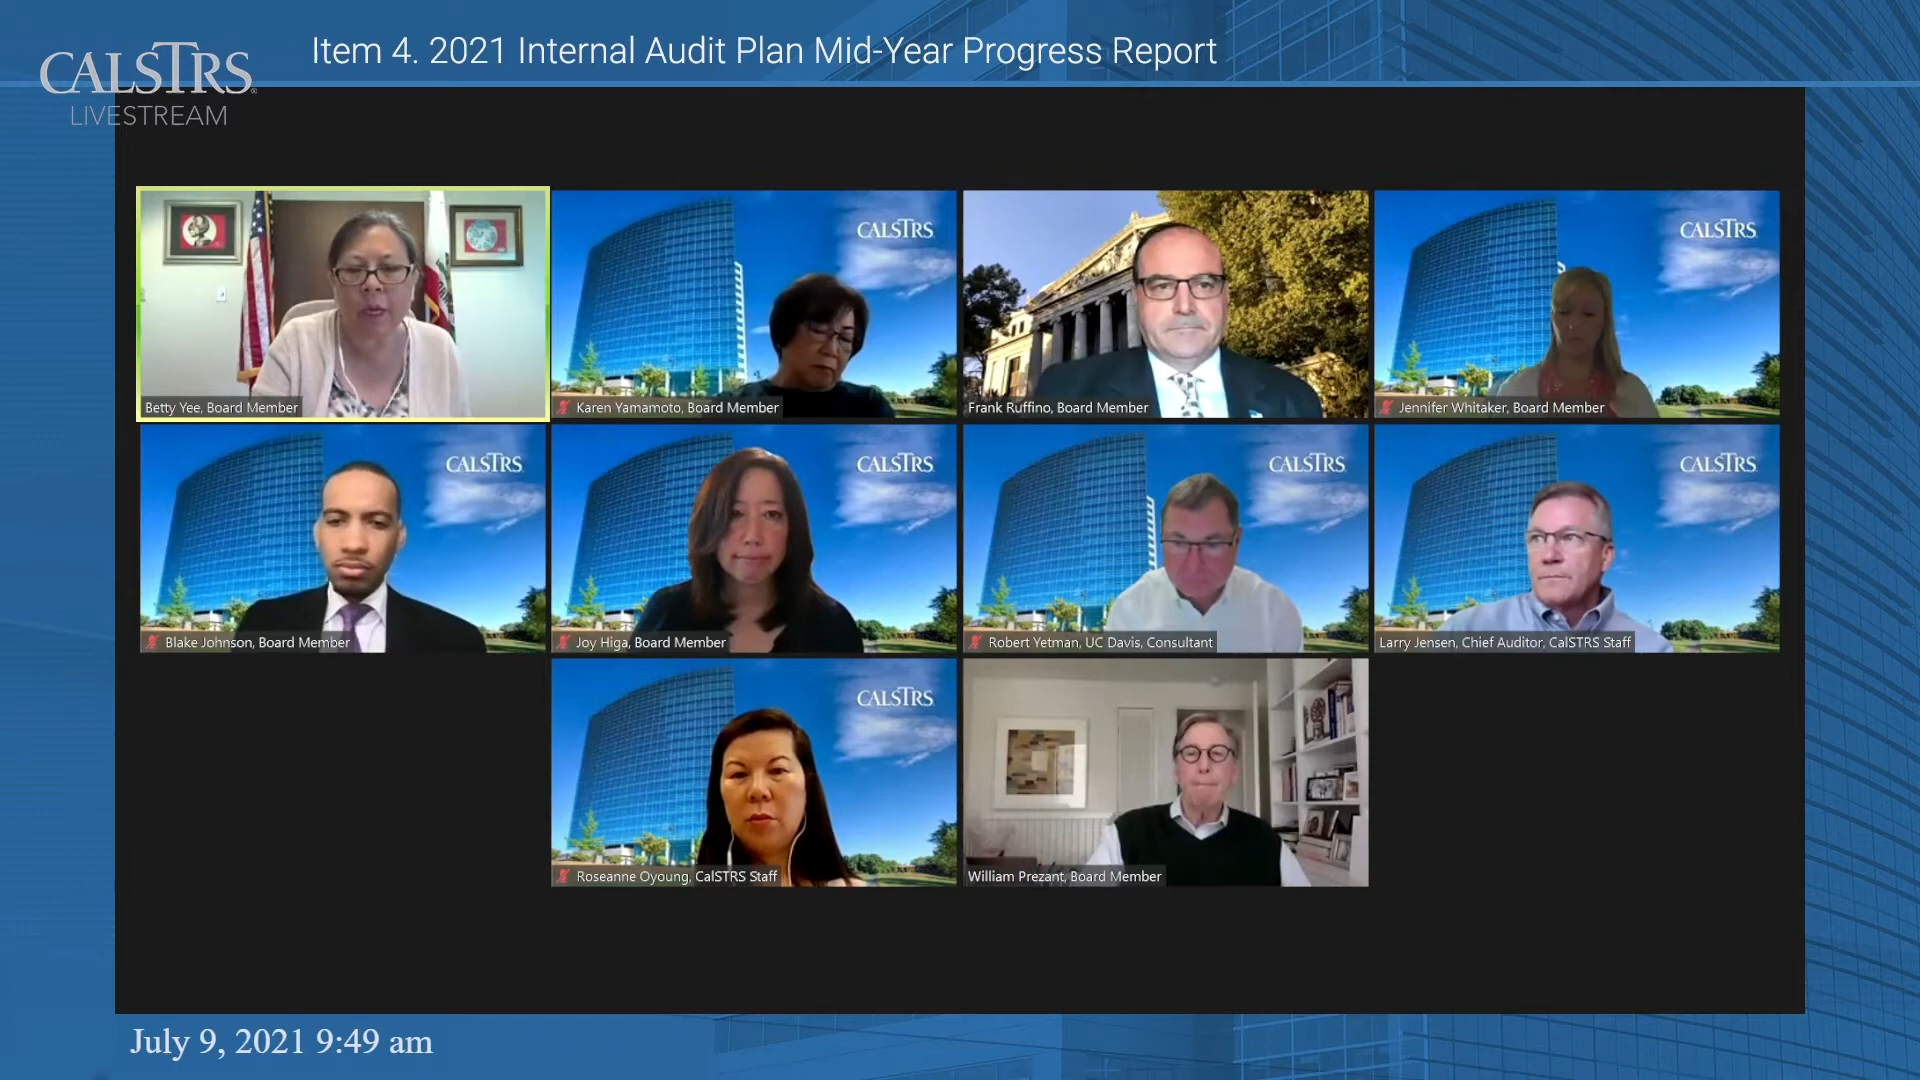 CALSTRS®
LIVESTREAM
Item 4. 2021 Internal Audit Plan Mid-Year Progress Report
Betty Yee, Board Member
CALSTRS
Karen Yamamoto, Board Member
Frank Ruffino, Board Member
CALSTRS
Jennifer Whitaker, Board Member
CALSTRS
Blake Johnson, Board Member
CALSTRS
Joy Higa, Board Member
CALSTRS
Robert Yetman, UC Davis, Consultant
CALSTRS
Larry Jensen, Chief Auditor, CalSTRS Staff
CALSTRS
Roseanne Oyoung, CalSTRS Staff
William Prezant, Board Member
July 9, 2021 9:49 am